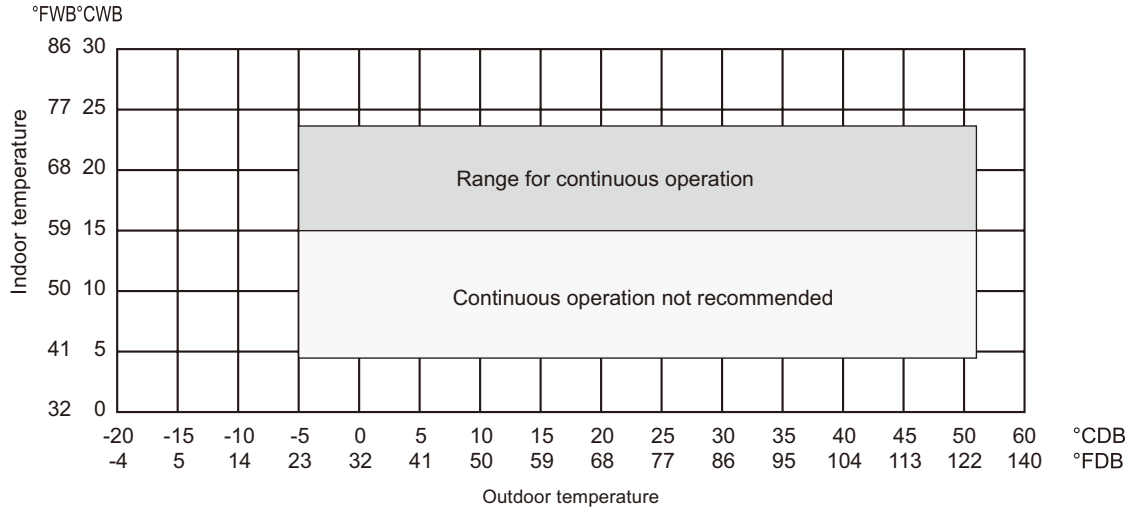 °FWB°CWB
86 30
77 25
68 20
59 15
50 10
41 5
32 0
Indoor temperature
Range for continuous operation
Continuous operation not recommended
-20 -15 -10 -5 0 5 10 15 20 25 30 35 40 45 50 60 °CDB
-4 5 14 23 32 41 50 59 68 77 86 95 104 113 122 140 °FDB
Outdoor temperature